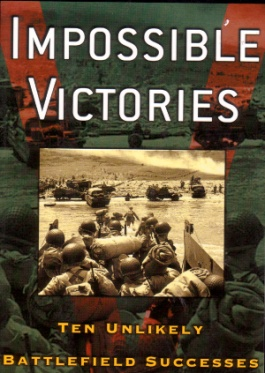 IMPOSSIBLE
VICTORIES
TEN UNLIKELY
BATTLEFIELD SUCCESSES